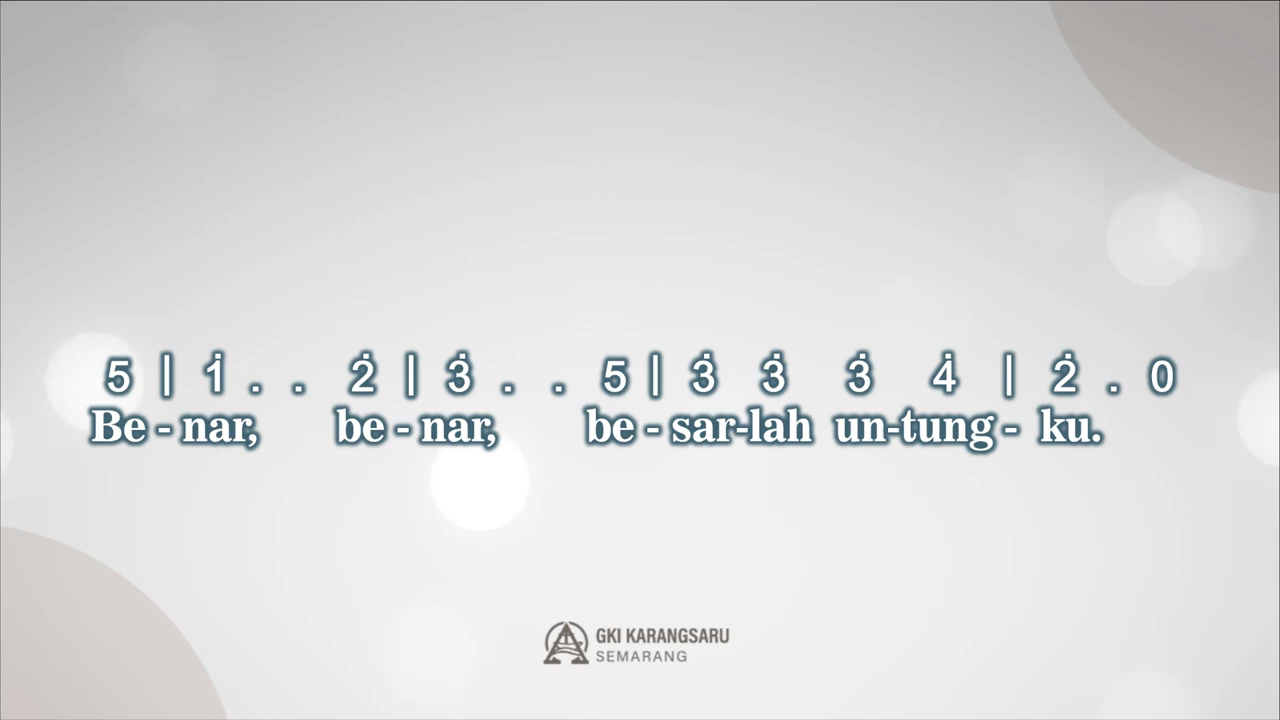 5 | 1̇ . . 2̇ | 3̇ . . 5 | 3̇ 3̇ 3̇ 4̇ | 2̇ . 0
Be - nar, be - nar, be - sar-lah un-tung - ku.
GKI KARANGSARU
SEMARANG